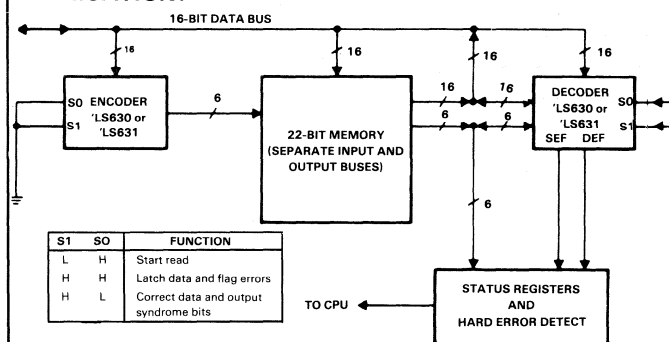 16-BIT DATA BUS
16
16
16
16
S0
S1
ENCODER
'LS630 or
'LS631
6
22-BIT MEMORY
(SEPARATE INPUT AND
OUTPUT BUSES)
16
16
6
6
DECODER
'LS630 or
'LS631
SEF DEF
S0
S1
6
S1 S0 FUNCTION
L H Start read
H H Latch data and flag errors
H L Correct data and output
syndrome bits
TO CPU
STATUS REGISTERS
AND
HARD ERROR DETECT